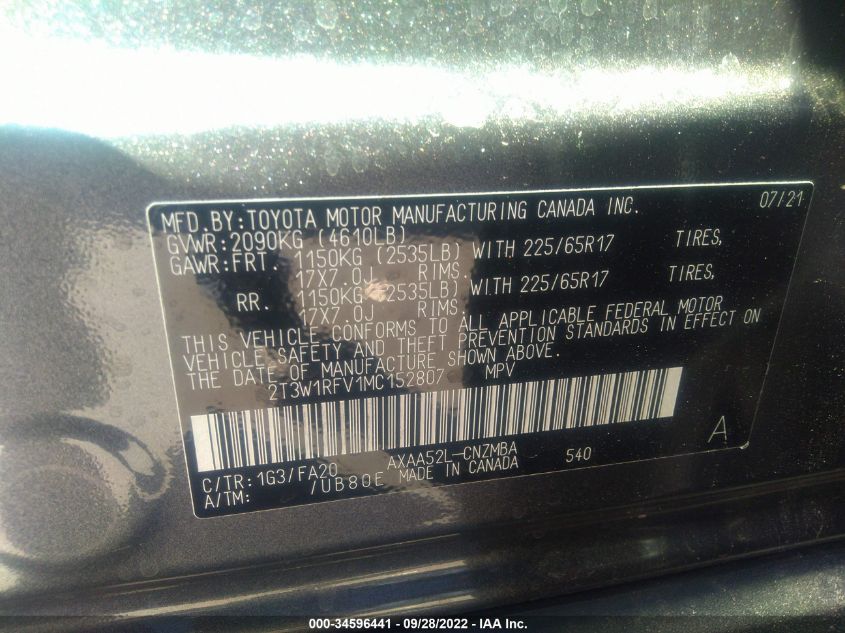 MFD.BY:TOYOTA MOTOR MANUFACTURING CANADA INC. 07/21
GVWR:2090KG (4610LB)
GAWR:FRT. 1150KG (2535LB) WITH 225/65R17 TIRES,
17X7.0J RIMS.
RR. 1150KG (2535LB) WITH 225/65R17 TIRES,
17X7.0J RIMS.
THIS VEHICLE CONFORMS TO ALL APPLICABLE FEDERAL MOTOR
VEHICLE SAFETY AND THEFT PREVENTION STANDARDS IN EFFECT ON
THE DATE OF MANUFACTURE SHOWN ABOVE.
2T3W1RFV1MC152807 MPV
C/TR:1G3/FA20 AXAA52L-CNZMBA 540 A
A/TM: /UB80E MADE IN CANADA
000-34596441 - 09/28/2022 - IAA Inc.